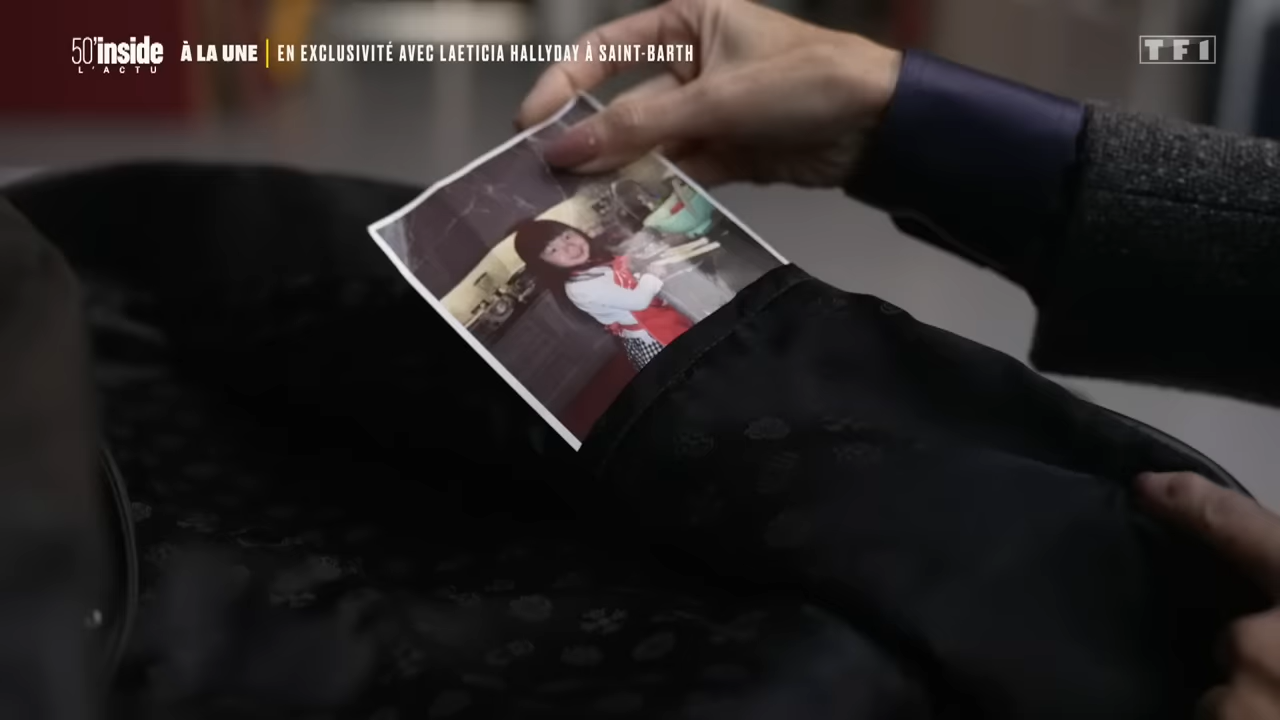 50'inside À LA UNE | EN EXCLUSIVITÉ AVEC LAETICIA HALLYDAY À SAINT-BARTH TF1
L'ACTU